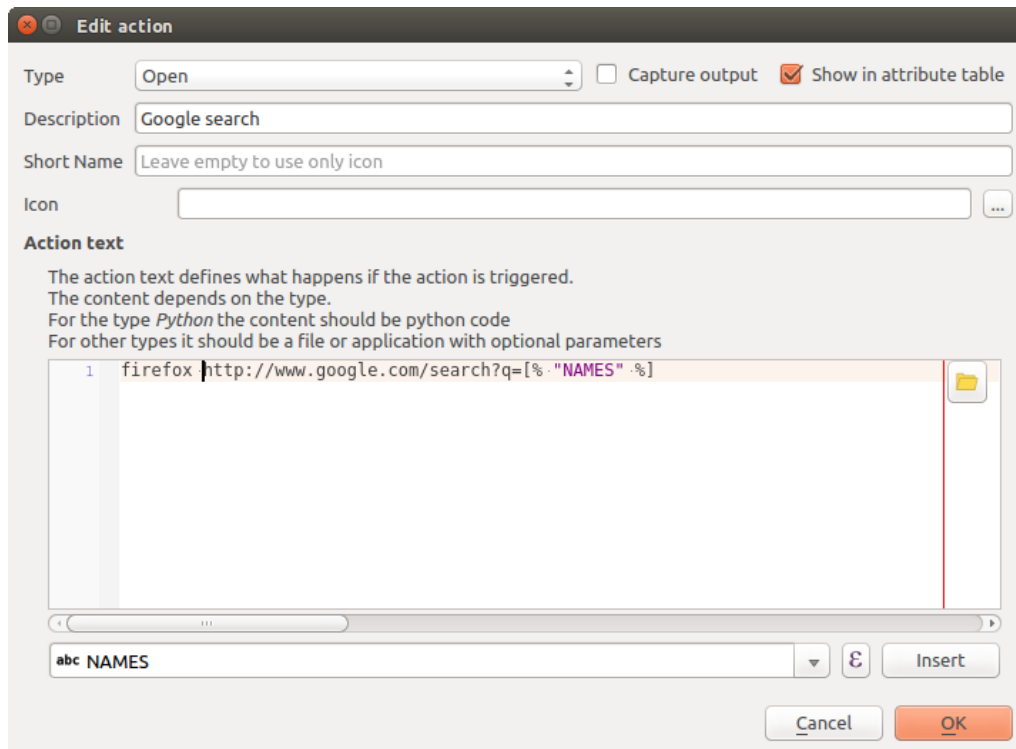 Edit action
Type Open Capture output Show in attribute table
Description Google search
Short Name Leave empty to use only icon
Icon ...
Action text
The action text defines what happens if the action is triggered.
The content depends on the type.
For the type Python the content should be python code
For other types it should be a file or application with optional parameters
1 firefox http://www.google.com/search?q=[% "NAMES" %]
abc NAMES ε Insert
Cancel OK